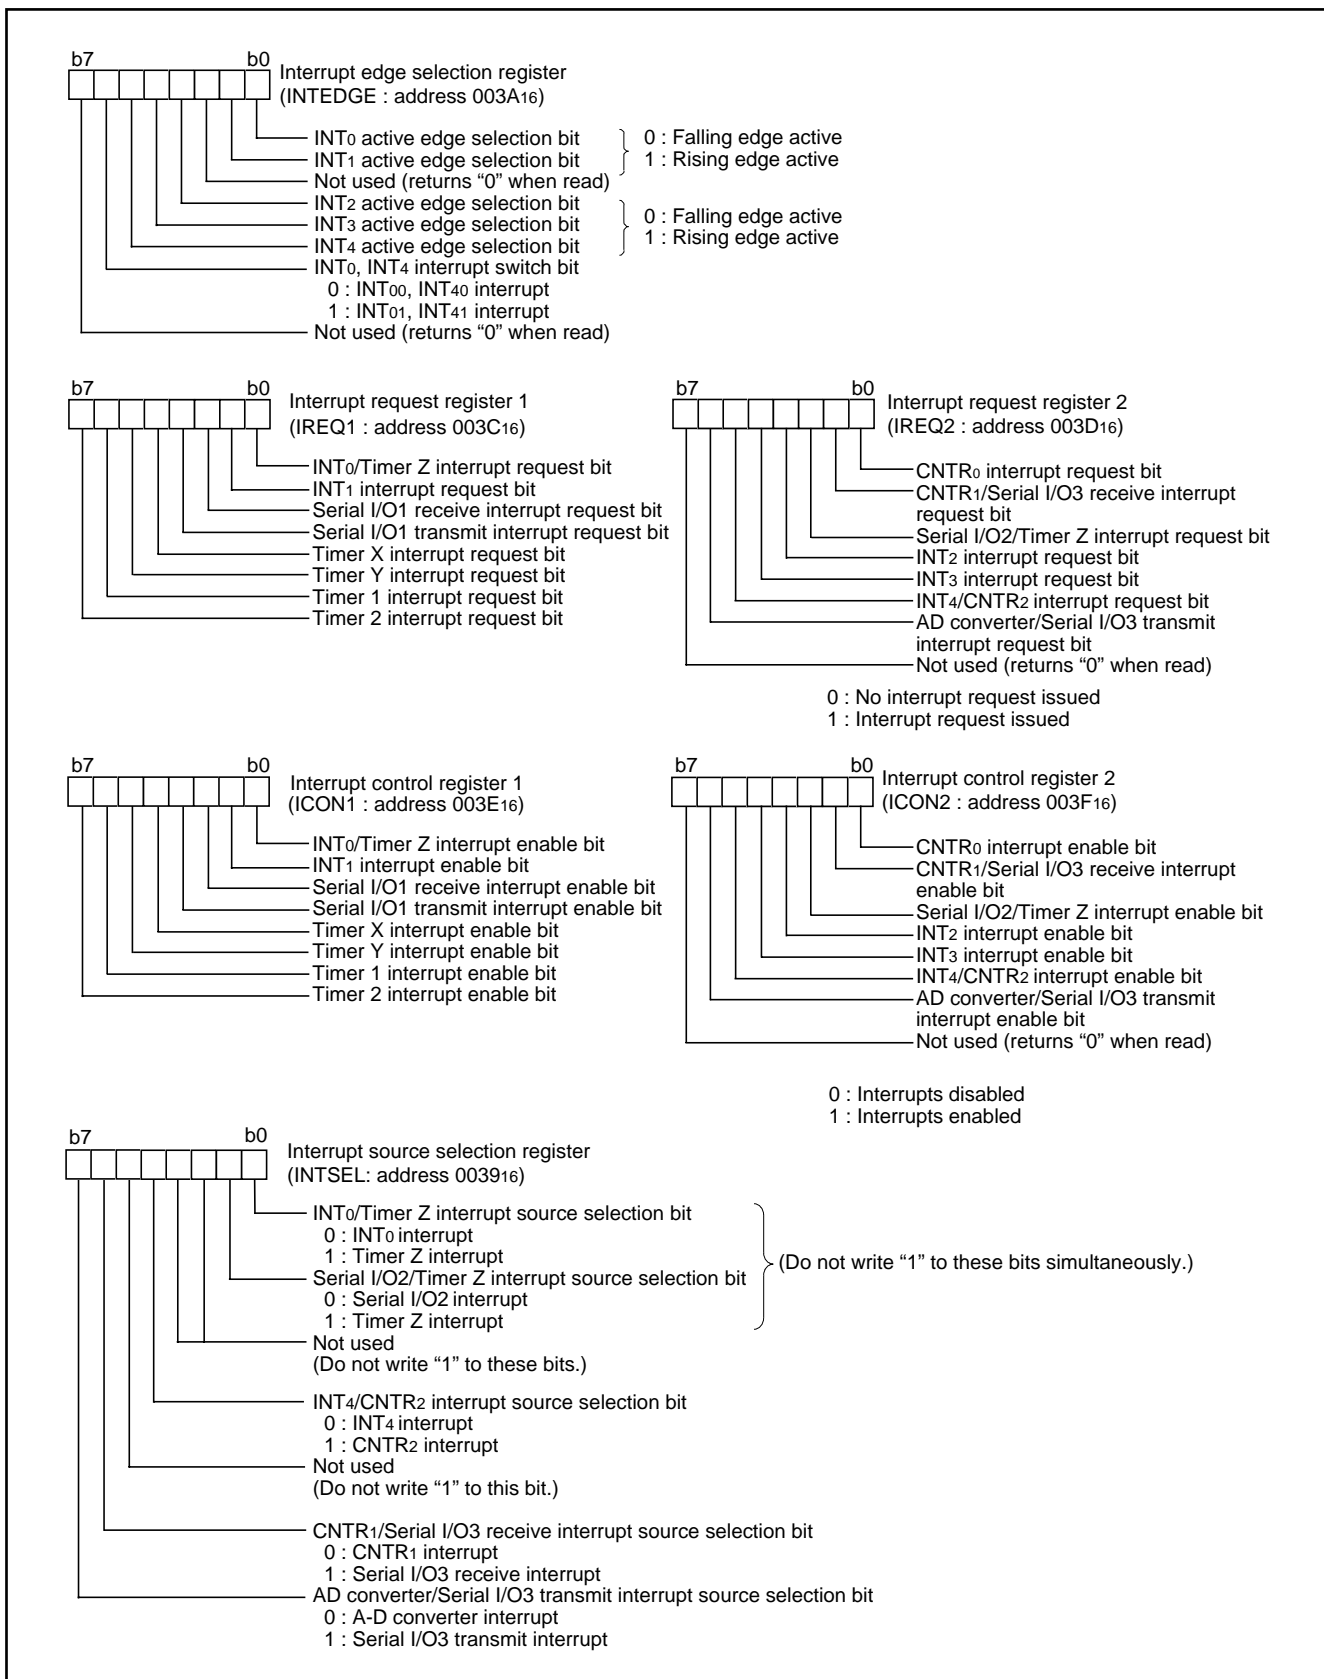 b7 b0
Interrupt edge selection register
(INTEDGE : address 003A16)
INT0 active edge selection bit
INT1 active edge selection bit
0 : Falling edge active
1 : Rising edge active
Not used (returns “0” when read)
INT2 active edge selection bit
INT3 active edge selection bit
INT4 active edge selection bit
0 : Falling edge active
1 : Rising edge active
INT0, INT4 interrupt switch bit
0 : INT00, INT40 interrupt
1 : INT01, INT41 interrupt
Not used (returns “0” when read)
b7 b0
Interrupt request register 1
(IREQ1 : address 003C16)
INT0/Timer Z interrupt request bit
INT1 interrupt request bit
Serial I/O1 receive interrupt request bit
Serial I/O1 transmit interrupt request bit
Timer X interrupt request bit
Timer Y interrupt request bit
Timer 1 interrupt request bit
Timer 2 interrupt request bit
b7 b0
Interrupt request register 2
(IREQ2 : address 003D16)
CNTR0 interrupt request bit
CNTR1/Serial I/O3 receive interrupt
request bit
Serial I/O2/Timer Z interrupt request bit
INT2 interrupt request bit
INT3 interrupt request bit
INT4/CNTR2 interrupt request bit
AD converter/Serial I/O3 transmit
interrupt request bit
Not used (returns “0” when read)
0 : No interrupt request issued
1 : Interrupt request issued
b7 b0
Interrupt control register 1
(ICON1 : address 003E16)
INT0/Timer Z interrupt enable bit
INT1 interrupt enable bit
Serial I/O1 receive interrupt enable bit
Serial I/O1 transmit interrupt enable bit
Timer X interrupt enable bit
Timer Y interrupt enable bit
Timer 1 interrupt enable bit
Timer 2 interrupt enable bit
b7 b0
Interrupt control register 2
(ICON2 : address 003F16)
CNTR0 interrupt enable bit
CNTR1/Serial I/O3 receive interrupt
enable bit
Serial I/O2/Timer Z interrupt enable bit
INT2 interrupt enable bit
INT3 interrupt enable bit
INT4/CNTR2 interrupt enable bit
AD converter/Serial I/O3 transmit
interrupt enable bit
Not used (returns “0” when read)
0 : Interrupts disabled
1 : Interrupts enabled
b7 b0
Interrupt source selection register
(INTSEL: address 003916)
INT0/Timer Z interrupt source selection bit
0 : INT0 interrupt
1 : Timer Z interrupt
Serial I/O2/Timer Z interrupt source selection bit
0 : Serial I/O2 interrupt
1 : Timer Z interrupt
(Do not write “1” to these bits simultaneously.)
Not used
(Do not write “1” to these bits.)
INT4/CNTR2 interrupt source selection bit
0 : INT4 interrupt
1 : CNTR2 interrupt
Not used
(Do not write “1” to this bit.)
CNTR1/Serial I/O3 receive interrupt source selection bit
0 : CNTR1 interrupt
1 : Serial I/O3 receive interrupt
AD converter/Serial I/O3 transmit interrupt source selection bit
0 : A-D converter interrupt
1 : Serial I/O3 transmit interrupt